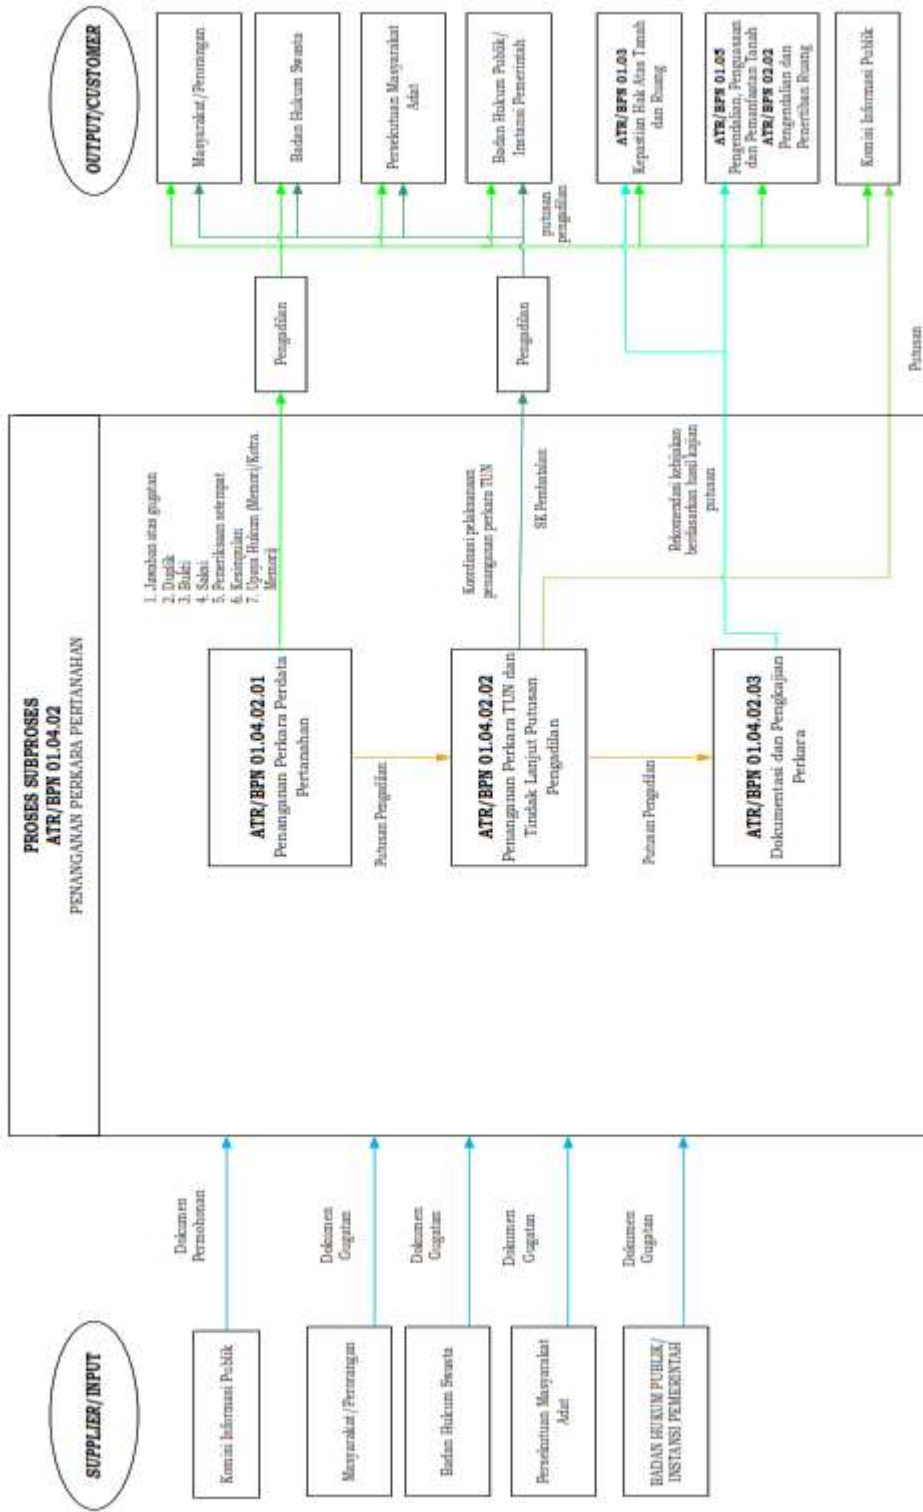 PROSES SUBPROSES
ATR/BPN 01.04.02
PENANGANAN PERKARA PERTANAHAN
SUPPLIER/INPUT
Komisi Informasi Publik
Masyarakat/Perorangan
Badan Hukum Swasta
Persekutuan Masyarakat
Adat
BADAN HUKUM PUBLIK/
INSTANSI PEMERINTAH
Dokumen
Permohonan
Dokumen
Gugatan
Dokumen
Gugatan
Dokumen
Gugatan
Dokumen
Gugatan
ATR/BPN 01.04.02.01
Penanganan Perkara Perdata
Pertanahan
Putusan Pengadilan
ATR/BPN 01.04.02.02
Penanganan Perkara TUN dan
Tindak Lanjut Putusan
Pengadilan
Putusan Pengadilan
ATR/BPN 01.04.02.03
Dokumentasi dan Pengkajian
Perkara
1. Jawaban atas gugatan
2. Duplik
3. Bukti
4. Saksi
5. Pemeriksaan setempat
6. Kesimpulan
7. Upaya Hukum (Memori/Kotra
Memori)
Koordinasi pelaksanaan
penanganan perkara TUN
SK Pembatalan
Rekomendasi kebijakan
berdasarkan hasil kajian
putusan
Pengadilan
Pengadilan
putusan
pengadilan
Putusan
OUTPUT/CUSTOMER
Masyarakat/Perorangan
Badan Hukum Swasta
Persekutuan Masyarakat
Adat
Badan Hukum Publik/
Instansi Pemerintah
ATR/BPN 01.03
Kepastian Hak Atas Tanah
dan Ruang
ATR/BPN 01.05
Pengendalian, Penguasaan
dan Pemanfaatan Tanah
ATR/BPN 02.02
Pengendalian dan
Penertiban Ruang
Komisi Informasi Publik